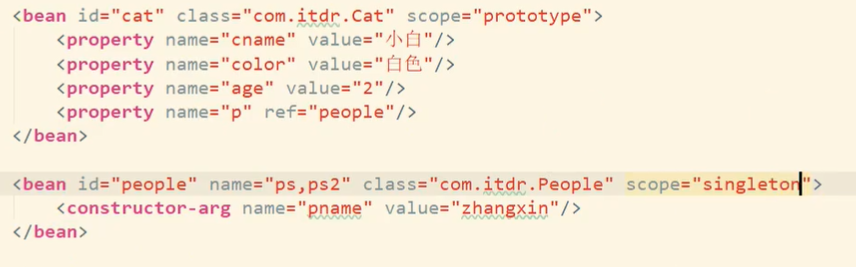 <bean id="cat" class="com.itdr.Cat" scope="prototype">
<property name="cname" value="小白"/>
<property name="color" value="白色"/>
<property name="age" value="2"/>
<property name="p" ref="people"/>
</bean>
<bean id="people" name="ps,ps2" class="com.itdr.People" scope="singleton">
<constructor-arg name="pname" value="zhangxin"/>
</bean>